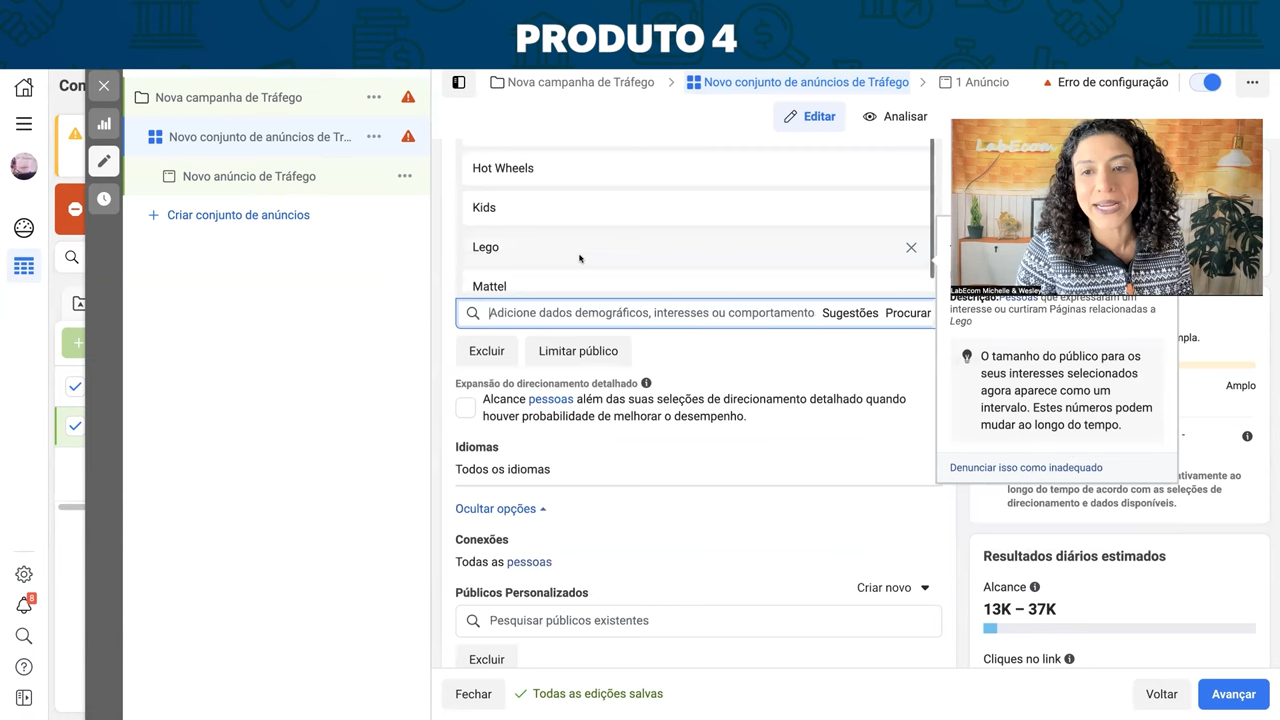 PRODUTO 4
Con
Nova campanha de Tráfego
Novo conjunto de anúncios de Tr...
Novo anúncio de Tráfego
Criar conjunto de anúncios
8
Nova campanha de Tráfego
Novo conjunto de anúncios de Tráfego
1 Anúncio
Erro de configuração
Editar
Analisar
Hot Wheels
Kids
Lego
Mattel
Adicione dados demográficos, interesses ou comportamento
Sugestões
Procurar
Excluir
Limitar público
Expansão do direcionamento detalhado
Alcance pessoas além das suas seleções de direcionamento detalhado quando
houver probabilidade de melhorar o desempenho.
Idiomas
Todos os idiomas
Ocultar opções
Conexões
Todas as pessoas
Públicos Personalizados
Criar novo
Pesquisar públicos existentes
Excluir
Fechar
Todas as edições salvas
Voltar
Avançar
LabEcom
LabEcom Michelle & Wesley
Descrição: Pessoas que expressaram um
interesse ou curtiram Páginas relacionadas a
Lego
O tamanho do público para os
seus interesses selecionados
agora aparece como um
intervalo. Estes números podem
mudar ao longo do tempo.
Denunciar isso como inadequado
mpla.
Amplo
-
ativamente ao
longo do tempo de acordo com as seleções de
direcionamento e dados disponíveis.
Resultados diários estimados
Alcance
13K – 37K
Cliques no link